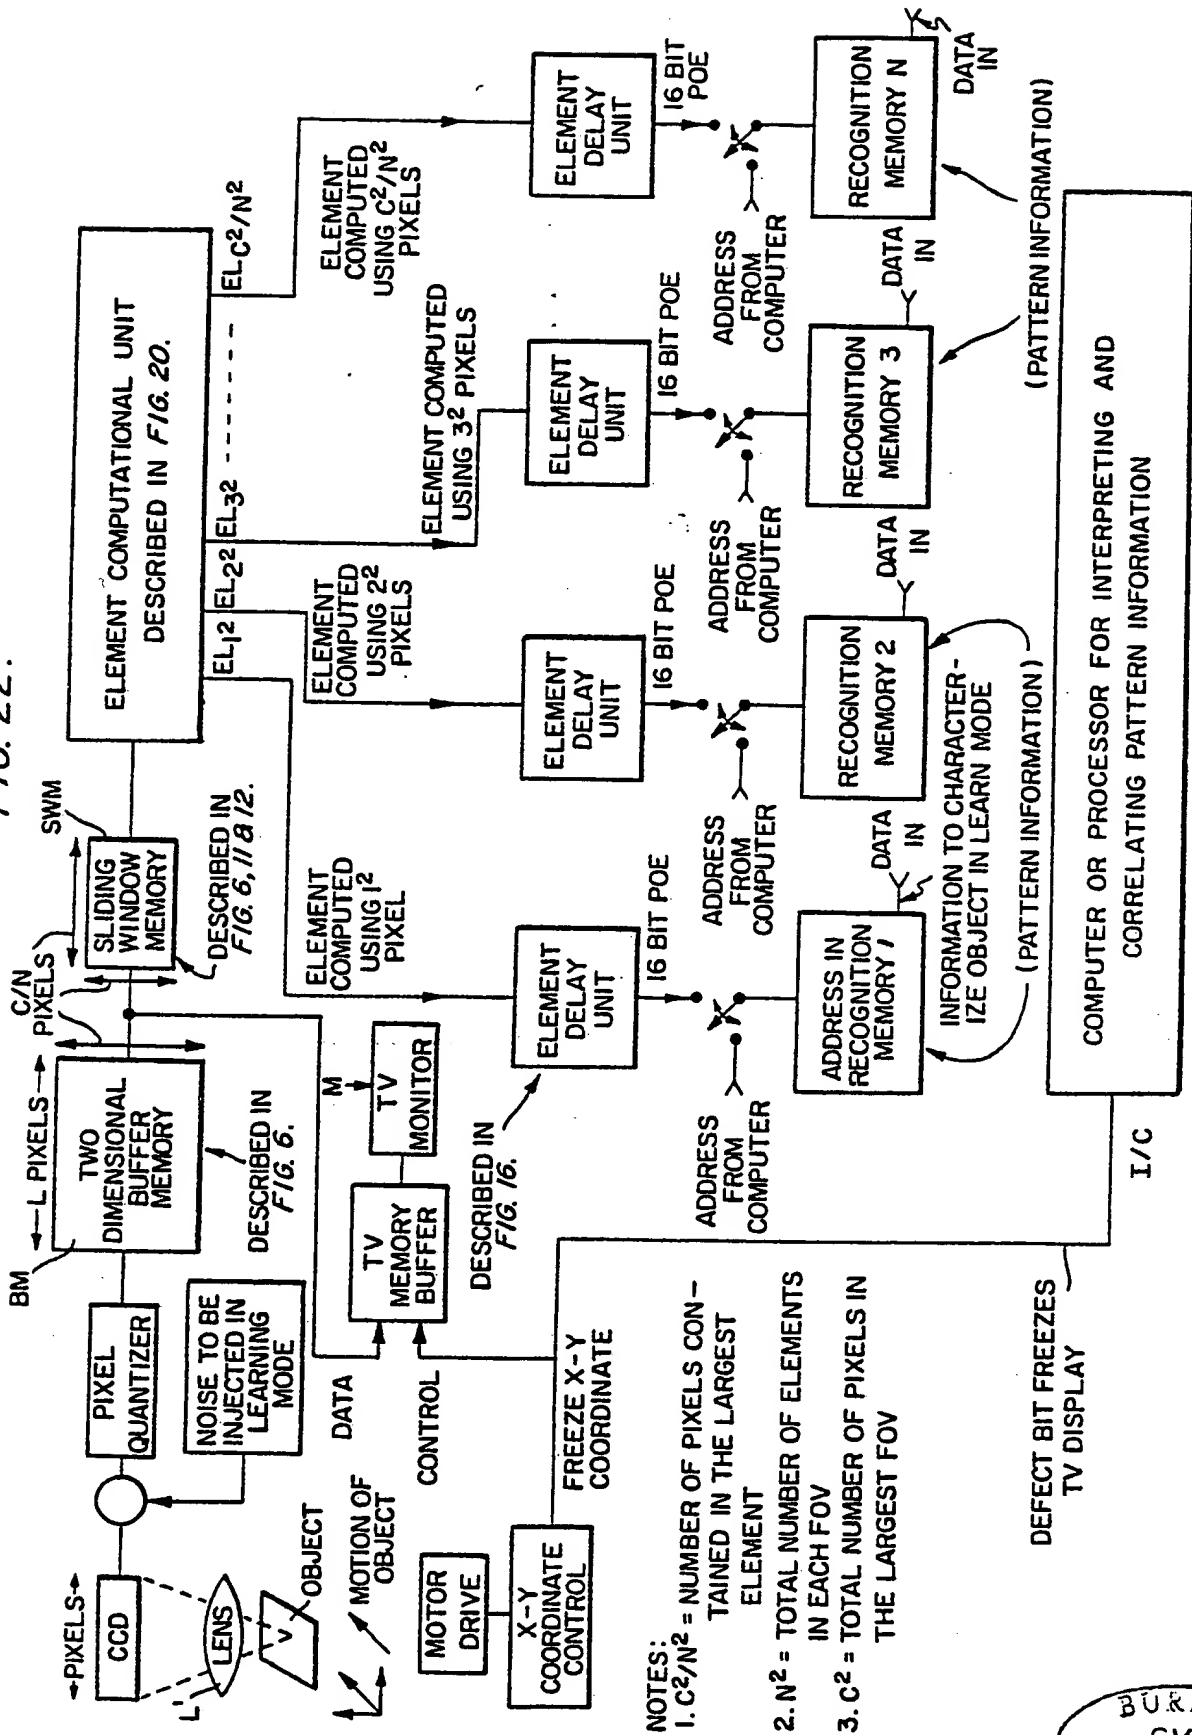 FIG. 22.
PIXELS
CCD
L'
LENS
V
OBJECT
MOTION OF
OBJECT
PIXEL
QUANTIZER
NOISE TO BE
INJECTED IN
LEARNING
MODE
BM
L PIXELS
TWO
DIMENSIONAL
BUFFER
MEMORY
DESCRIBED IN
FIG. 6.
C/N
PIXELS
SWM
SLIDING
WINDOW
MEMORY
DESCRIBED IN
FIG. 6, 11 & 12.
ELEMENT COMPUTATIONAL UNIT
DESCRIBED IN FIG. 20.
EL1²
EL2²
EL3²
ELC²/N²
DATA
CONTROL
TV
MEMORY
BUFFER
M
TV
MONITOR
ELEMENT
COMPUTED
USING 1²
PIXEL
ELEMENT
COMPUTED
USING 2²
PIXELS
ELEMENT COMPUTED
USING 3² PIXELS
ELEMENT
COMPUTED
USING C²/N²
PIXELS
MOTOR
DRIVE
X-Y
COORDINATE
CONTROL
FREEZE X-Y
COORDINATE
DESCRIBED IN
FIG. 16.
ELEMENT
DELAY
UNIT
ELEMENT
DELAY
UNIT
ELEMENT
DELAY
UNIT
ELEMENT
DELAY
UNIT
16 BIT POE
16 BIT POE
16 BIT POE
16 BIT
POE
ADDRESS
FROM
COMPUTER
ADDRESS
FROM
COMPUTER
ADDRESS
FROM
COMPUTER
ADDRESS
FROM
COMPUTER
ADDRESS IN
RECOGNITION
MEMORY 1
DATA
IN
RECOGNITION
MEMORY 2
DATA
IN
RECOGNITION
MEMORY 3
DATA
IN
RECOGNITION
MEMORY N
DATA
IN
INFORMATION TO CHARACTER-
IZE OBJECT IN LEARN MODE
(PATTERN INFORMATION)
(PATTERN INFORMATION)
COMPUTER OR PROCESSOR FOR INTERPRETING AND
CORRELATING PATTERN INFORMATION
I/C
DEFECT BIT FREEZES
TV DISPLAY
NOTES:
1. C²/N² = NUMBER OF PIXELS CON-
TAINED IN THE LARGEST
ELEMENT
2. N² = TOTAL NUMBER OF ELEMENTS
IN EACH FOV
3. C² = TOTAL NUMBER OF PIXELS IN
THE LARGEST FOV